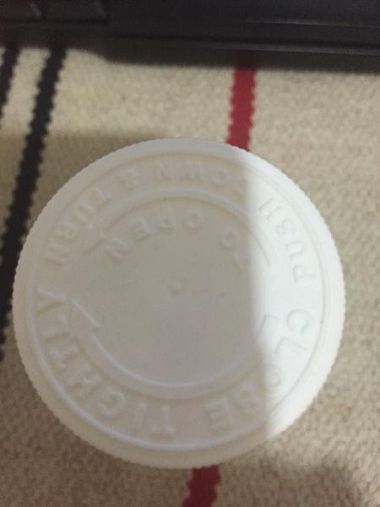 PUSH DOWN & TURN
TO OPEN
CLOSE TIGHTLY